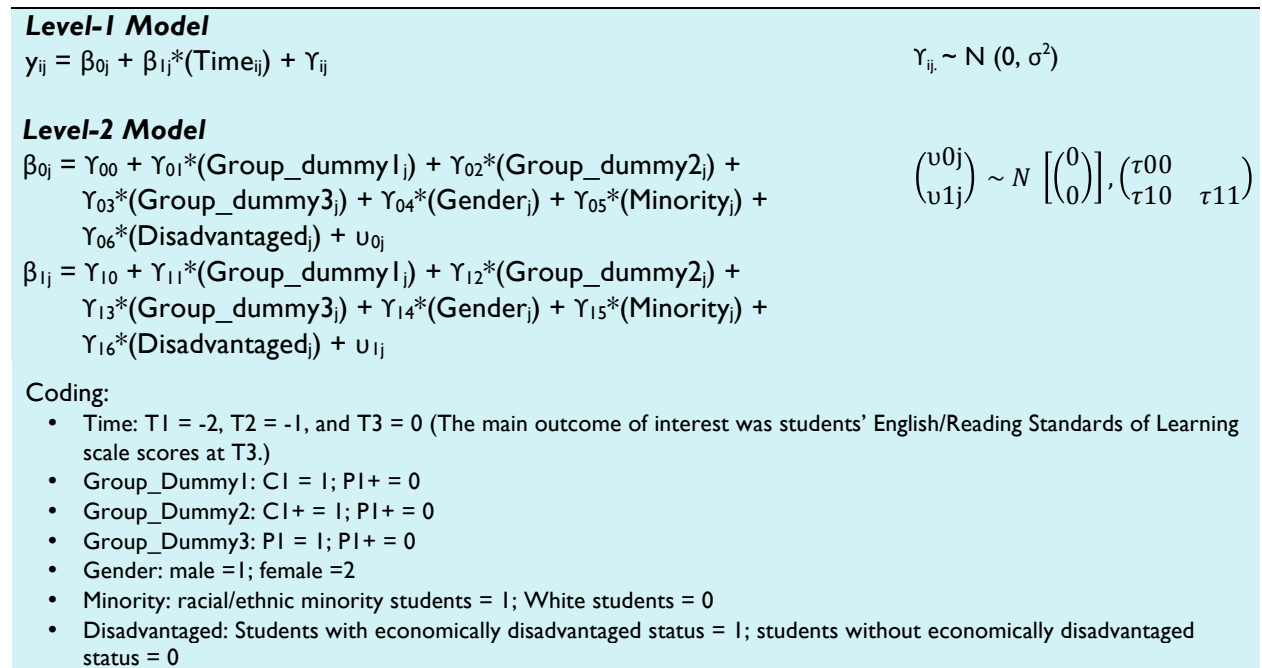 Level-1 Model
yij = β0j + β1j*(Timeij) + ϒij ϒij. ~ N (0, σ²)
Level-2 Model
β0j = ϒ00 + ϒ01*(Group_dummy1j) + ϒ02*(Group_dummy2j) +
ϒ03*(Group_dummy3j) + ϒ04*(Genderj) + ϒ05*(Minorityj) +
ϒ06*(Disadvantagedj) + υ0j
(υ0j υ1j) ~ N [(0 0)], (τ00 τ10 τ11)
β1j = ϒ10 + ϒ11*(Group_dummy1j) + ϒ12*(Group_dummy2j) +
ϒ13*(Group_dummy3j) + ϒ14*(Genderj) + ϒ15*(Minorityj) +
ϒ16*(Disadvantagedj) + υ1j
Coding:
• Time: T1 = -2, T2 = -1, and T3 = 0 (The main outcome of interest was students' English/Reading Standards of Learning
scale scores at T3.)
• Group_Dummy1: C1 = 1; P1+ = 0
• Group_Dummy2: C1+ = 1; P1+ = 0
• Group_Dummy3: P1 = 1; P1+ = 0
• Gender: male =1; female =2
• Minority: racial/ethnic minority students = 1; White students = 0
• Disadvantaged: Students with economically disadvantaged status = 1; students without economically disadvantaged
status = 0